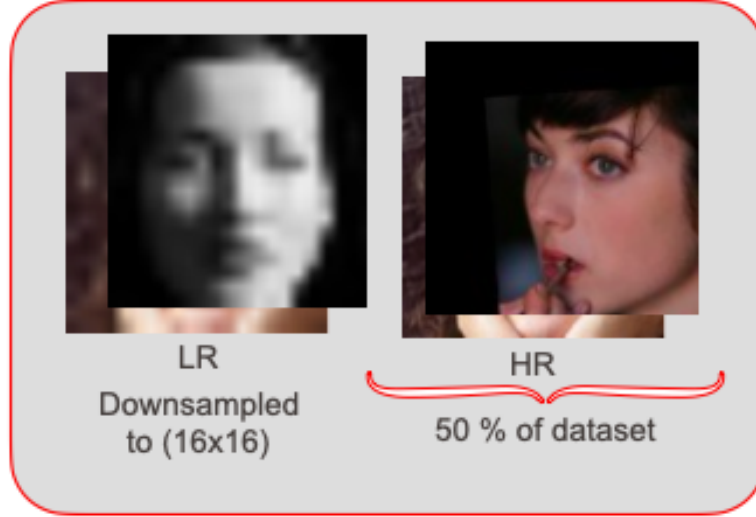 LR
Downsampled
to (16x16)
HR
50 % of dataset